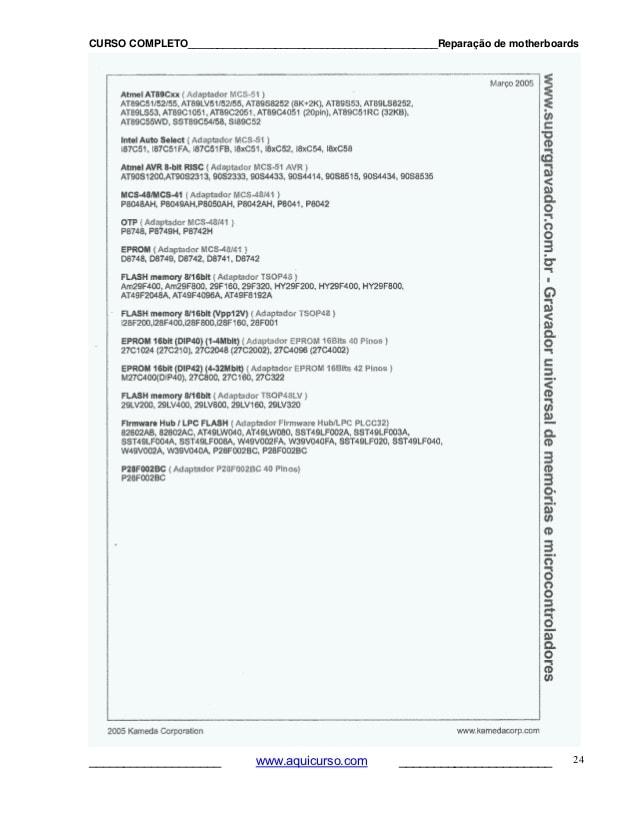 CURSO COMPLETO__________________________________________Reparação de motherboards
Março 2005
Atmel AT89Cxx ( Adaptador MCS-51 )
AT89C51/52/55, AT89LV51/52/55, AT89S8252 (8K+2K), AT89S53, AT89LS8252,
AT89LS53, AT89C1051, AT89C2051, AT89C4051 (20pin), AT89C51RC (32KB),
AT89C55WD, SST89C54/58, SI89C52
Intel Auto Select ( Adaptador MCS-51 )
i87C51, i87C51FA, i87C51FB, i8xC51, i8xC52, i8xC54, i8xC58
Atmel AVR 8-bit RISC ( Adaptador MCS-51 AVR )
AT90S1200,AT90S2313, 90S2333, 90S4433, 90S4414, 90S8515, 90S4434, 90S8535
MCS-48/MCS-41 ( Adaptador MCS-48/41 )
P8048AH, P8049AH,P8050AH, P8042AH, P8041, P8042
OTP ( Adaptador MCS-48/41 )
P8748, P8749H, P8742H
EPROM ( Adaptador MCS-48/41 )
D8748, D8749, D8742, D8741, D8742
FLASH memory 8/16bit ( Adaptador TSOP48 )
Am29F400, Am29F800, 29F160, 29F320, HY29F200, HY29F400, HY29F800,
AT49F2048A, AT49F4096A, AT49F8192A
FLASH memory 8/16bit (Vpp12V) ( Adaptador TSOP48 )
i28F200,i28F400,i28F800,i28F160, 28F001
EPROM 16bit (DIP40) (1-4Mbit) ( Adaptador EPROM 16Bits 40 Pinos )
27C1024 (27C210), 27C2048 (27C2002), 27C4096 (27C4002)
EPROM 16bit (DIP42) (4-32Mbit) ( Adaptador EPROM 16Bits 42 Pinos )
M27C400(DIP40), 27C800, 27C160, 27C322
FLASH memory 8/16bit ( Adaptador TSOP48LV )
29LV200, 29LV400, 29LV800, 29LV160, 29LV320
Firmware Hub / LPC FLASH ( Adaptador Firmware Hub/LPC PLCC32)
82802AB, 82802AC, AT49LW040, AT49LW080, SST49LF002A, SST49LF003A,
SST49LF004A, SST49LF008A, W49V002FA, W39V040FA, SST49LF020, SST49LF040,
W49V002A, W39V040A, P28F002BC, P28F002BC
P28F002BC ( Adaptador P28F002BC 40 Pinos)
P28F002BC
www.supergravador.com.br - Gravador universal de memórias e microcontroladores
2005 Kameda Corporation www.kamedacorp.com
______________________ www.aquicurso.com _________________________ 24